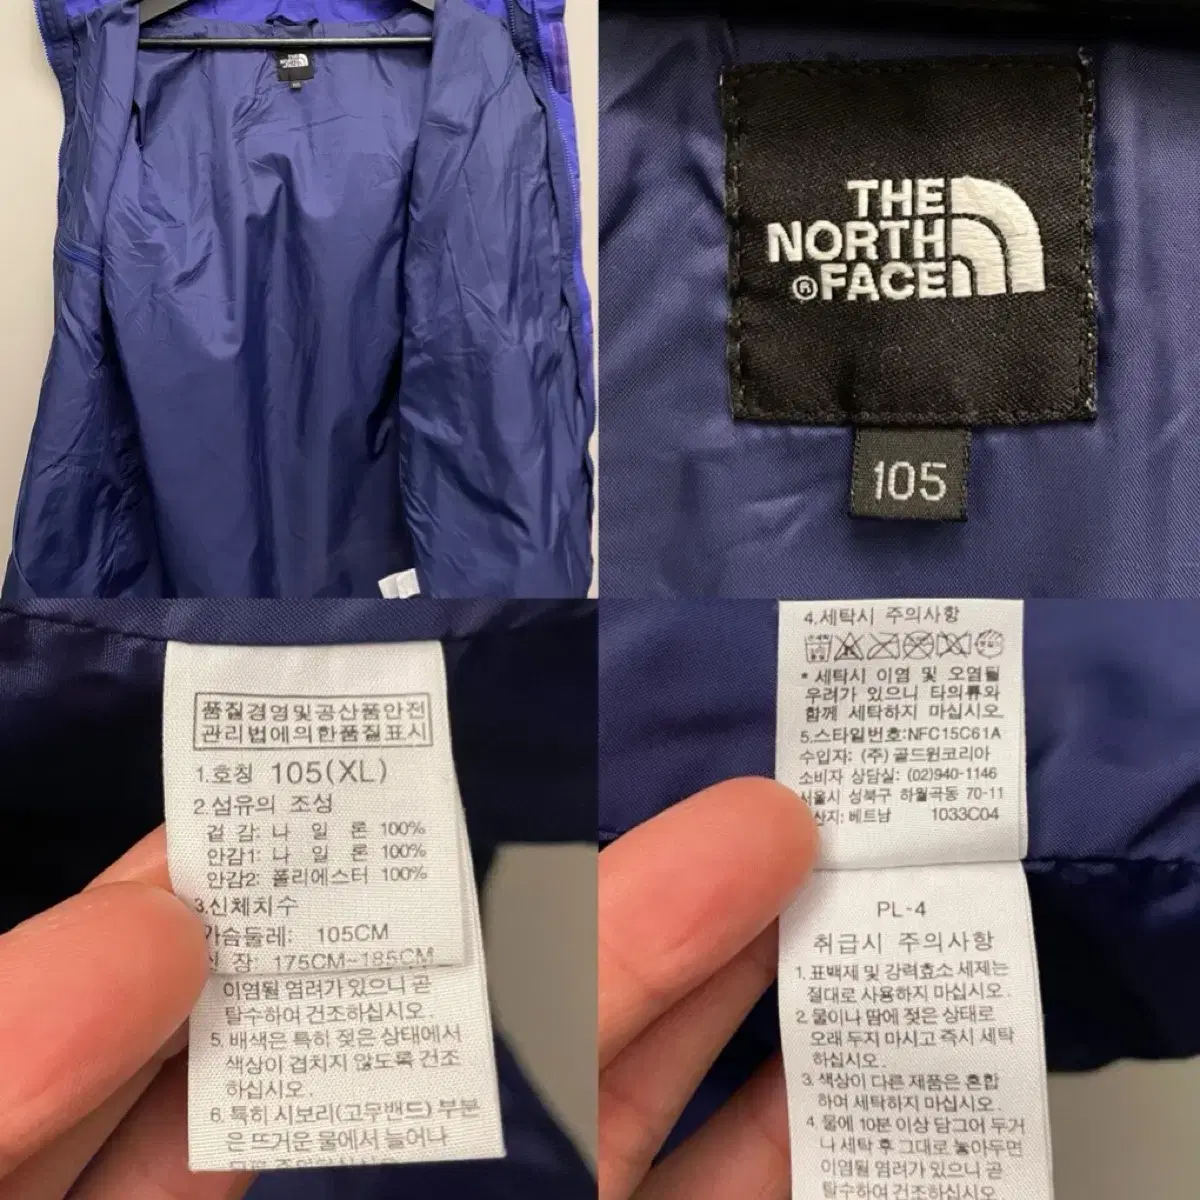 THE
NORTH
FACE
105
THE
NORTH
® FACE
105
품질경영및공산품안전
관리법에의한품질표시
1.호칭 105(XL)
2.섬유의 조성
겉 감: 나 일 론 100%
안감1: 나 일 론 100%
안감2: 폴리에스터 100%
3.신체치수
가슴둘레: 105CM
신 장: 175CM~185CM
이염될 염려가 있으니 곧
탈수하여 건조하십시오.
5. 배색은 특히 젖은 상태에서
색상이 겹치지 않도록 건조
하십시오.
6. 특히 시보리(고무밴드) 부분
은 뜨거운 물에서 늘어나
4.세탁시 주의사항
* 세탁시 이염 및 오염될
우려가 있으니 타의류와
함께 세탁하지 마십시오.
5.스타일번호:NFC15C61A
수입자: (주) 골드윈코리아
소비자 상담실: (02)940-1146
서울시 성북구 하월곡동 70-11
산지: 베트남 1033C04
PL-4
취급시 주의사항
1. 표백제 및 강력효소 세제는
절대로 사용하지 마십시오.
2. 물이나 땀에 젖은 상태로
오래 두지 마시고 즉시 세탁
하십시오.
3. 색상이 다른 제품은 혼합
하여 세탁하지 마십시오.
4. 물에 10분 이상 담그어 두거
나 세탁 후 그대로 놓아두면
이염될 염려가 있으니 곧
탈수하여 건조하십시오.